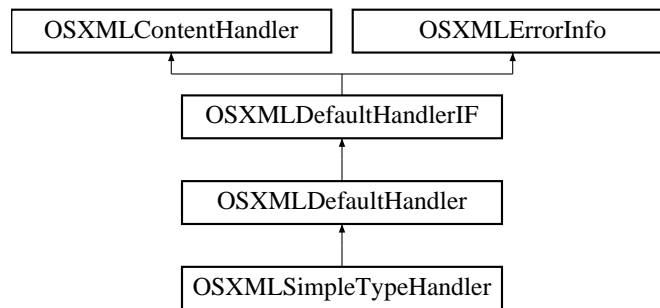 OSXMLContentHandler
OSXMLErrorInfo
OSXMLDefaultHandlerIF
OSXMLDefaultHandler
OSXMLSimpleTypeHandler